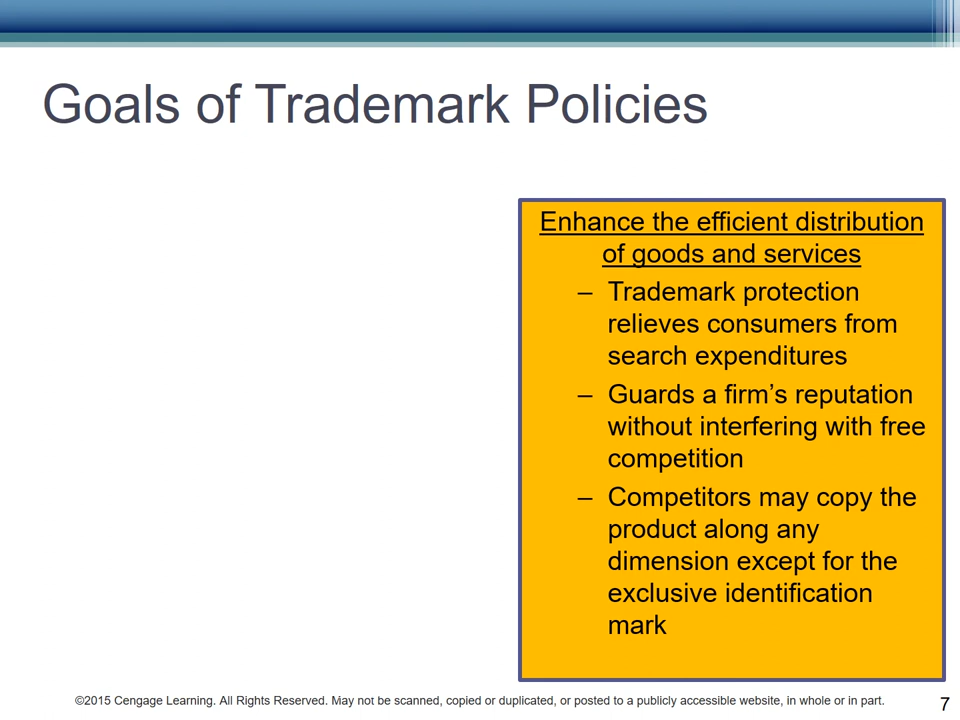 Goals of Trademark Policies
Enhance the efficient distribution
of goods and services
– Trademark protection
relieves consumers from
search expenditures
– Guards a firm’s reputation
without interfering with free
competition
– Competitors may copy the
product along any
dimension except for the
exclusive identification
mark
©2015 Cengage Learning. All Rights Reserved. May not be scanned, copied or duplicated, or posted to a publicly accessible website, in whole or in part.
7